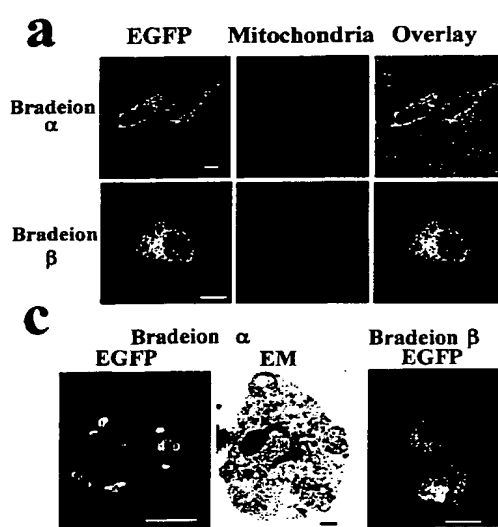 a
EGFP Mitochondria Overlay
Bradeion
α
Bradeion
β
c
Bradeion α Bradeion β
EGFP EM EGFP